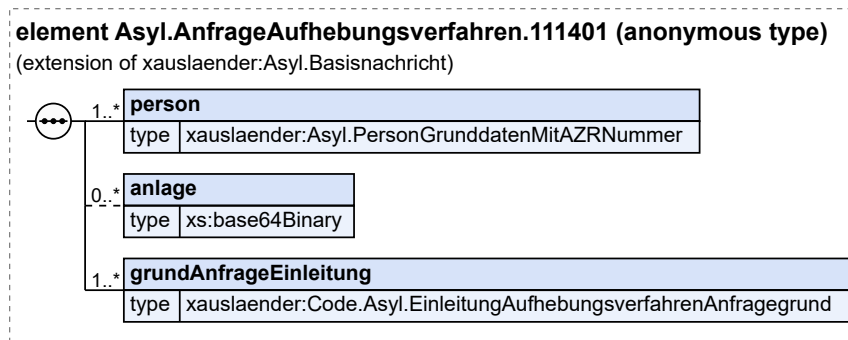 element Asyl.AnfrageAufhebungsverfahren.111401 (anonymous type)
(extension of xauslaender:Asyl.Basisnachricht)
1..* person
type xauslaender:Asyl.PersonGrunddatenMitAZRNummer
0..* anlage
type xs:base64Binary
1..* grundAnfrageEinleitung
type xauslaender:Code.Asyl.EinleitungAufhebungsverfahrenAnfragegrund